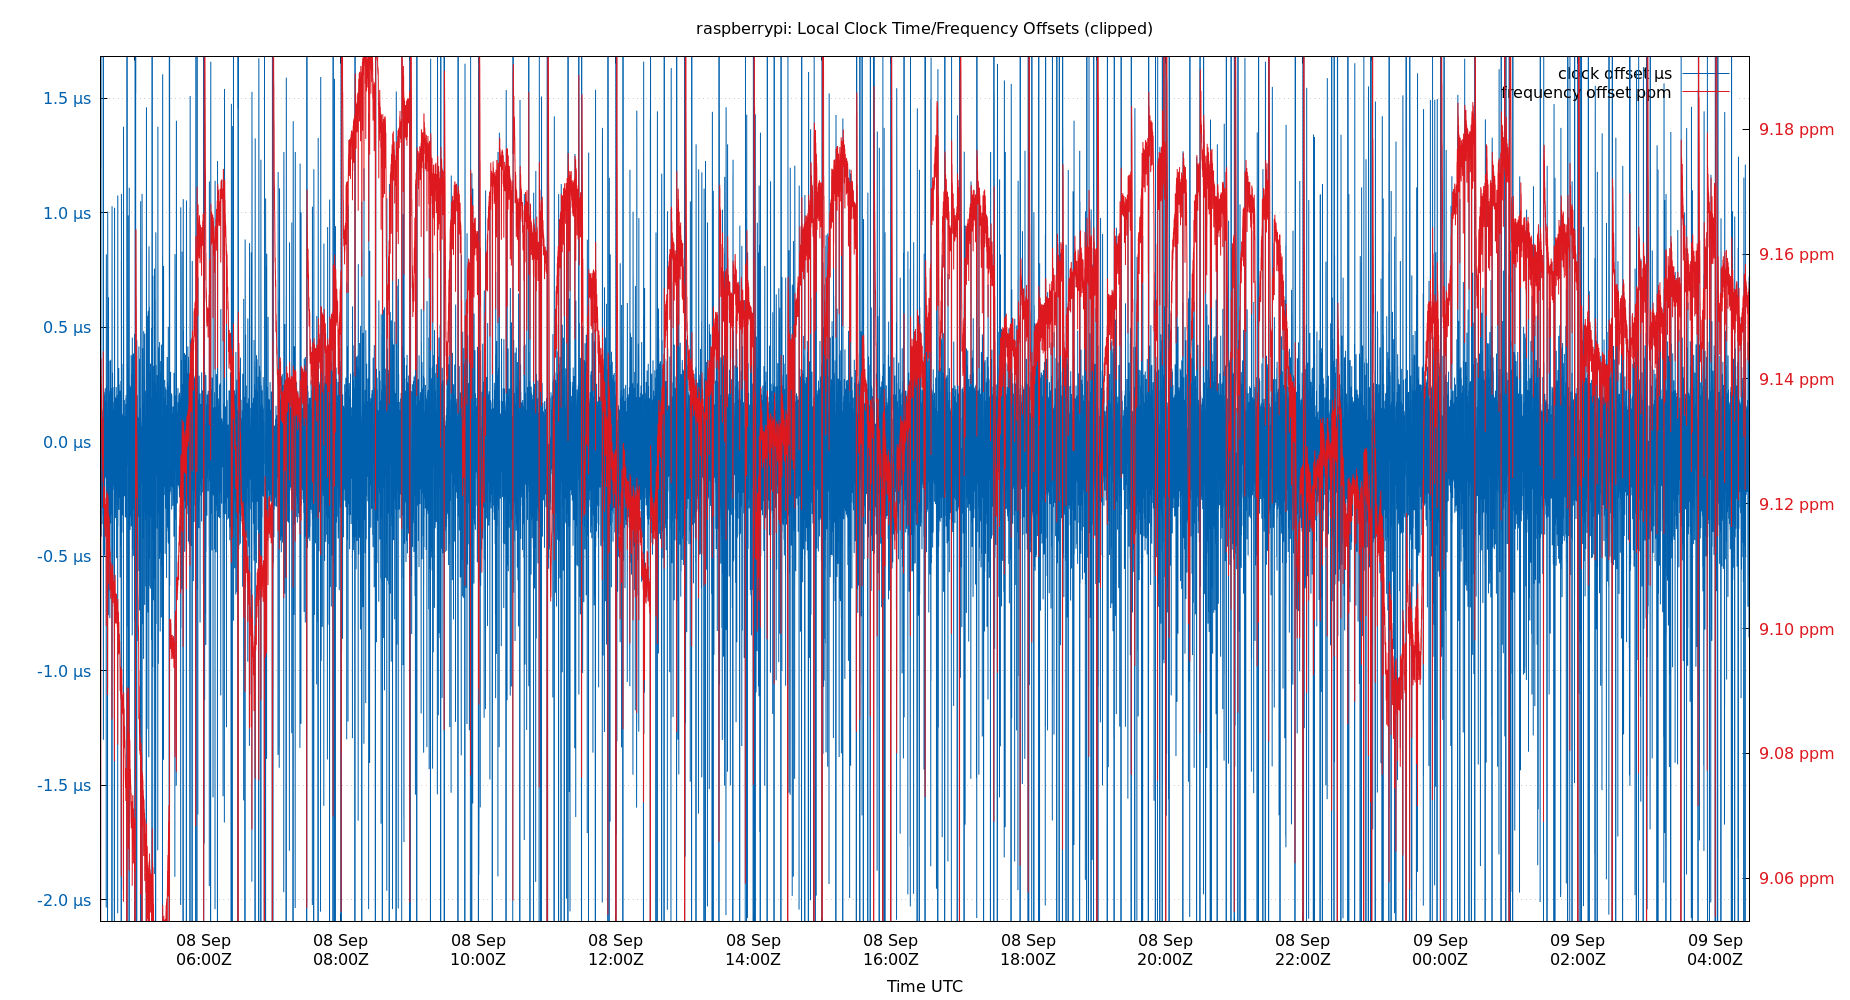 raspberrypi: Local Clock Time/Frequency Offsets (clipped)
clock offset µs
frequency offset ppm
1.5 µs
1.0 µs
0.5 µs
0.0 µs
-0.5 µs
-1.0 µs
-1.5 µs
-2.0 µs
9.18 ppm
9.16 ppm
9.14 ppm
9.12 ppm
9.10 ppm
9.08 ppm
9.06 ppm
08 Sep 08 Sep 08 Sep 08 Sep 08 Sep 08 Sep 08 Sep 08 Sep 08 Sep 09 Sep 09 Sep 09 Sep
06:00Z 08:00Z 10:00Z 12:00Z 14:00Z 16:00Z 18:00Z 20:00Z 22:00Z 00:00Z 02:00Z 04:00Z
Time UTC